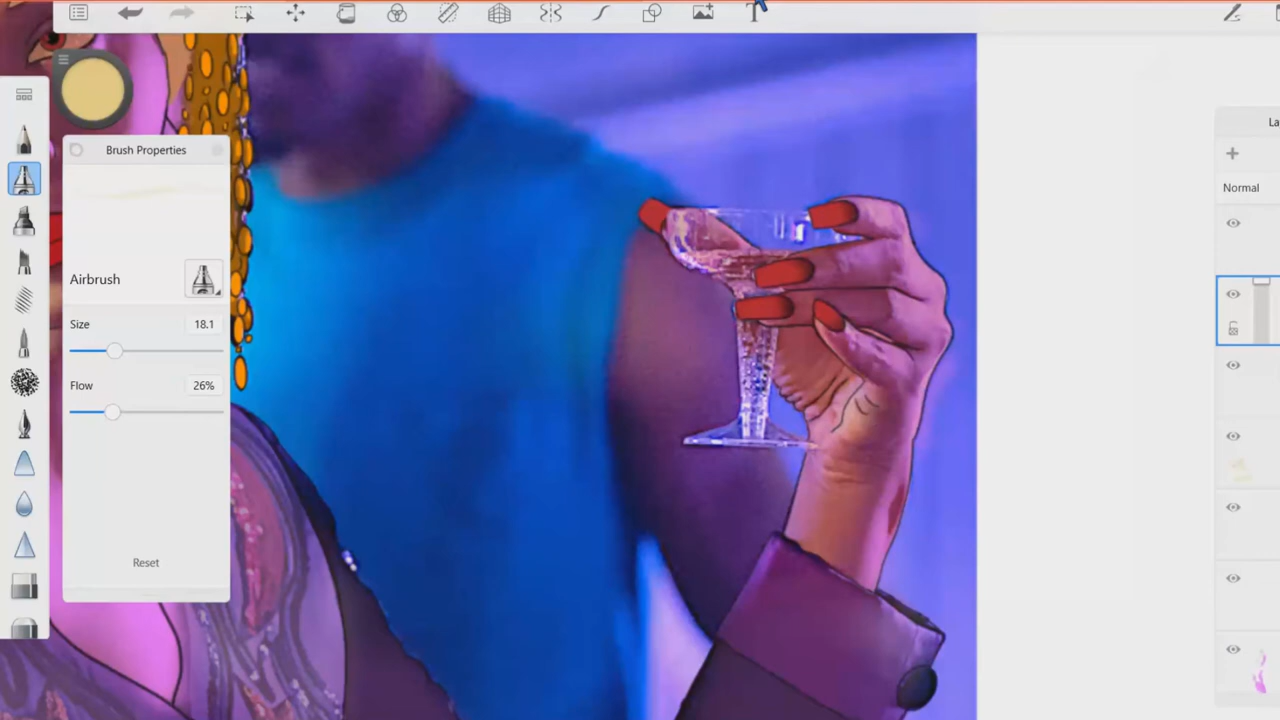 La
Brush Properties
Normal
Airbrush
Size 18.1
Flow 26%
Reset